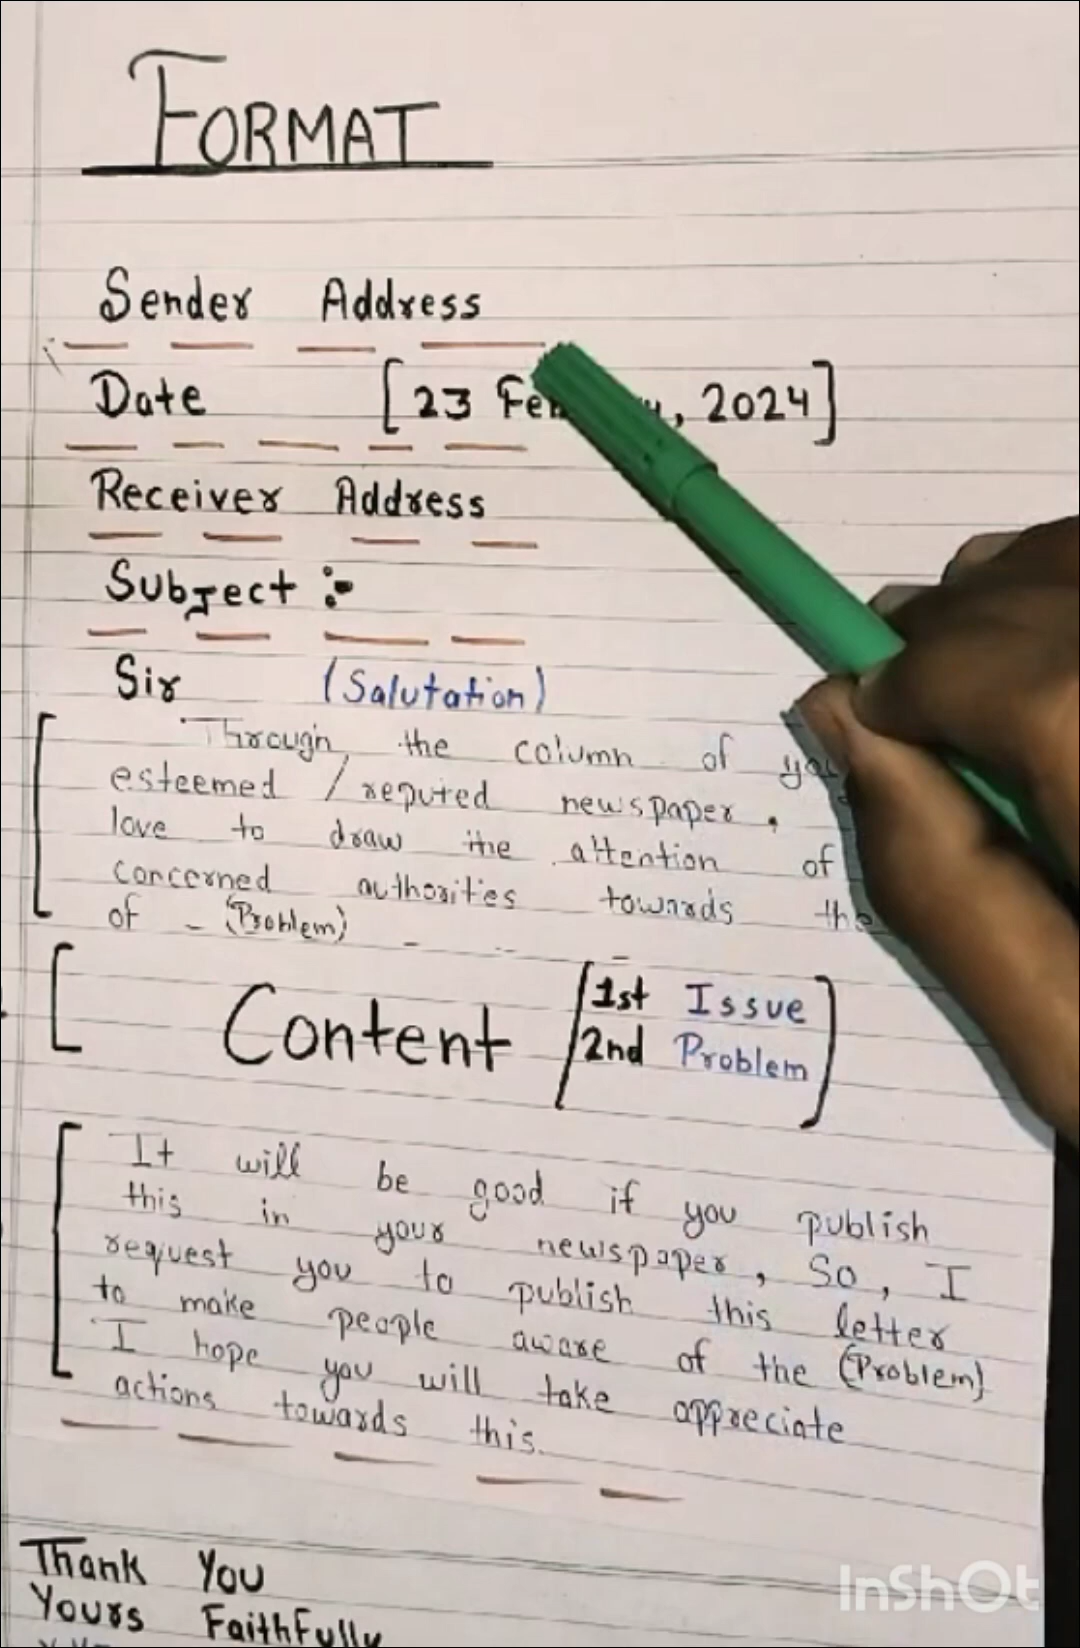 FORMAT
Sender Address
Date [23 Feb , 2024]
Receiver Address
Subject :-
Sir (Salutation)
Through the column of
esteemed / reputed newspaper,
love to draw the attention of
concerned authorities towards the
of - (Problem) - - -
[ Content (1st Issue
2nd Problem)
It will be good if you publish
this in your newspaper, So, I
request you to publish this letter
to make people aware of the (Problem)
I hope you will take appreciate
actions towards this.
Thank You
Yours Faithfully
InShOt